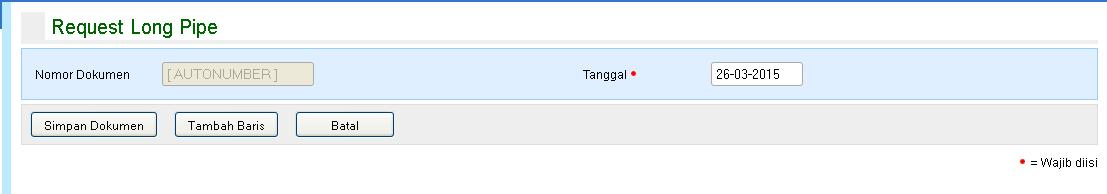 Request Long Pipe
Nomor Dokumen [ AUTONUMBER ] Tanggal • 26-03-2015
Simpan Dokumen Tambah Baris Batal
• = Wajib diisi